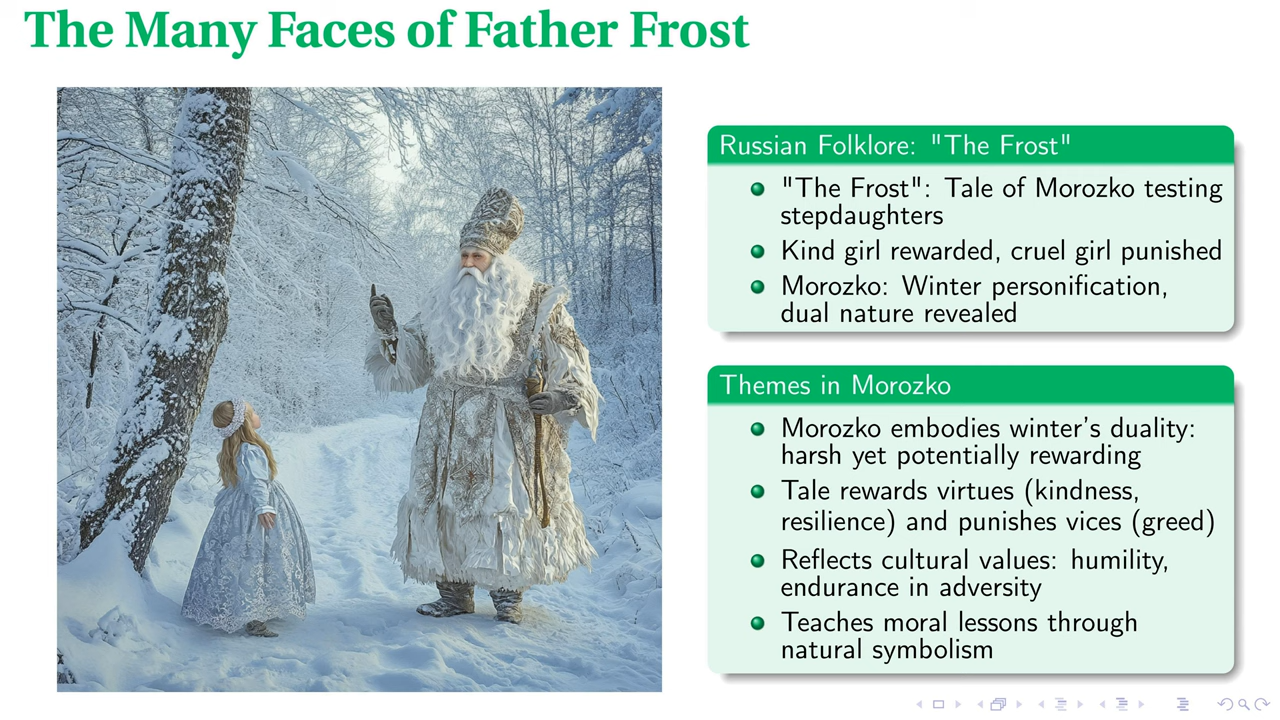 The Many Faces of Father Frost
Russian Folklore: "The Frost"
"The Frost": Tale of Morozko testing
stepdaughters
Kind girl rewarded, cruel girl punished
Morozko: Winter personification,
dual nature revealed
Themes in Morozko
Morozko embodies winter's duality:
harsh yet potentially rewarding
Tale rewards virtues (kindness,
resilience) and punishes vices (greed)
Reflects cultural values: humility,
endurance in adversity
Teaches moral lessons through
natural symbolism